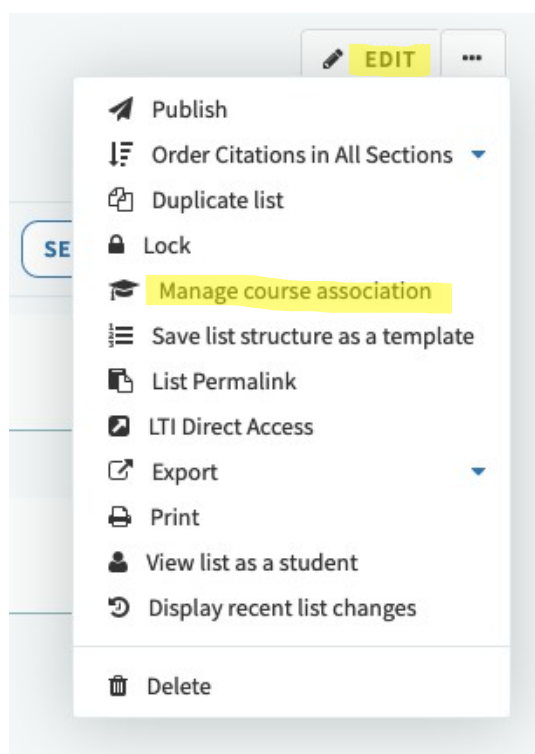 EDIT
Publish
Order Citations in All Sections
Duplicate list
SE
Lock
Manage course association
Save list structure as a template
List Permalink
LTI Direct Access
Export
Print
View list as a student
Display recent list changes
Delete